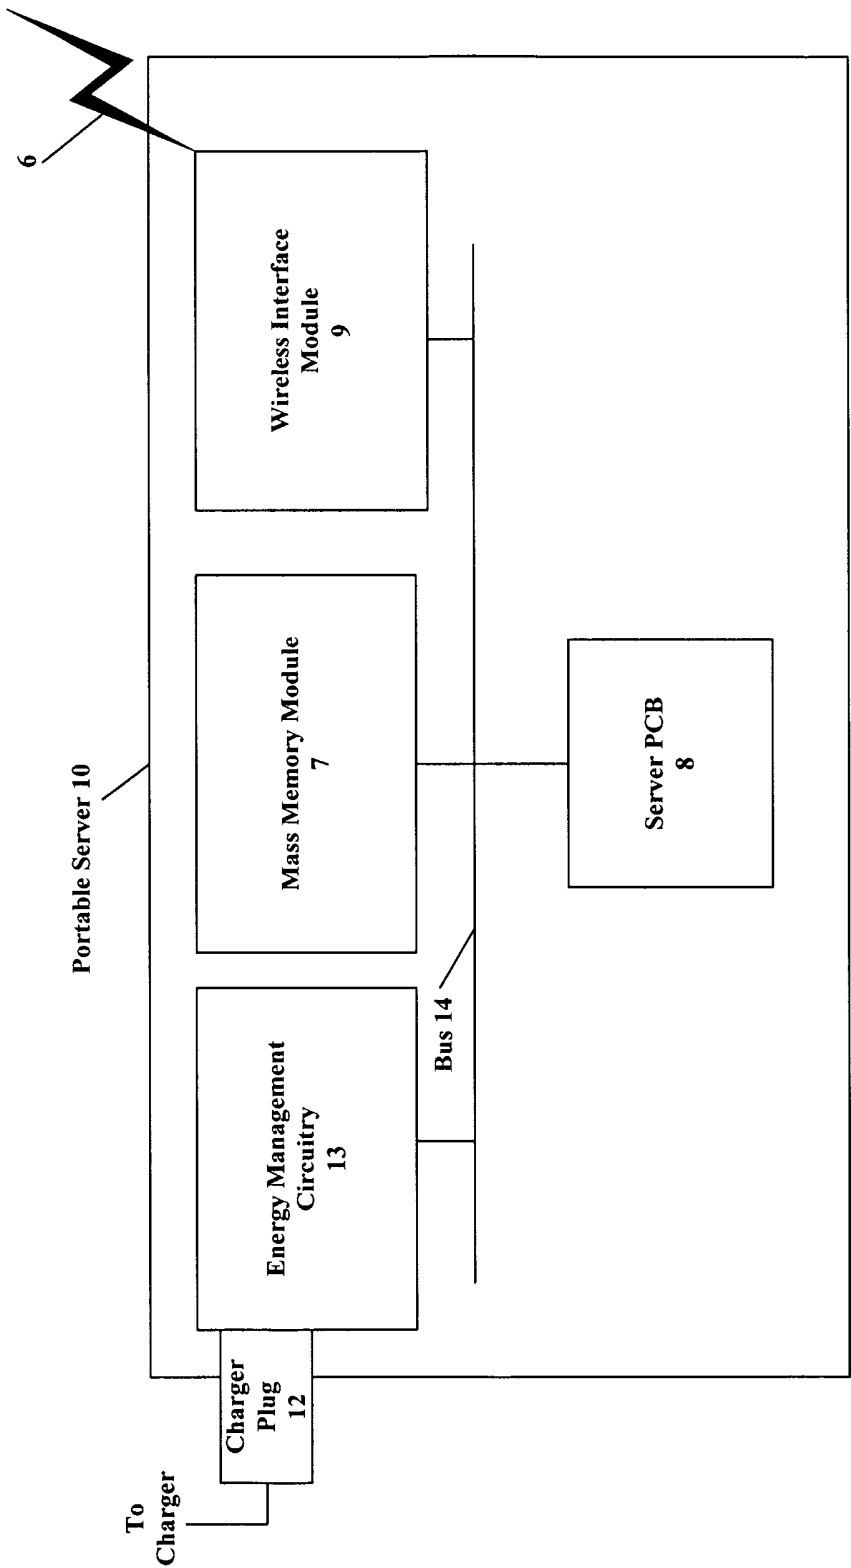 Portable Server 10
6
To
Charger
Charger
Plug
12
Energy Management
Circuitry
13
Mass Memory Module
7
Wireless Interface
Module
9
Bus 14
Server PCB
8